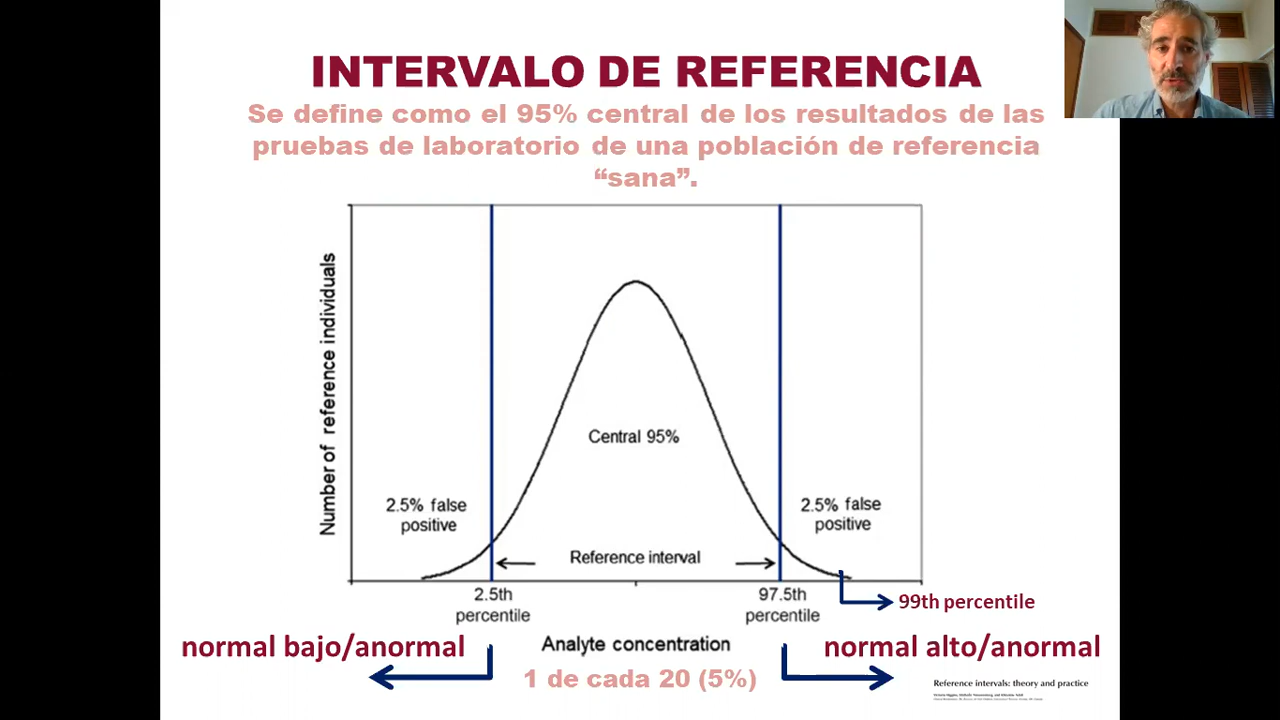 INTERVALO DE REFERENCIA
Se define como el 95% central de los resultados de las
pruebas de laboratorio de una población de referencia
“sana”.
Number of reference individuals
Central 95%
2.5% false
positive
2.5% false
positive
Reference interval
2.5th
percentile
97.5th
percentile
99th percentile
normal bajo/anormal
Analyte concentration
normal alto/anormal
1 de cada 20 (5%)
Reference intervals: theory and practice